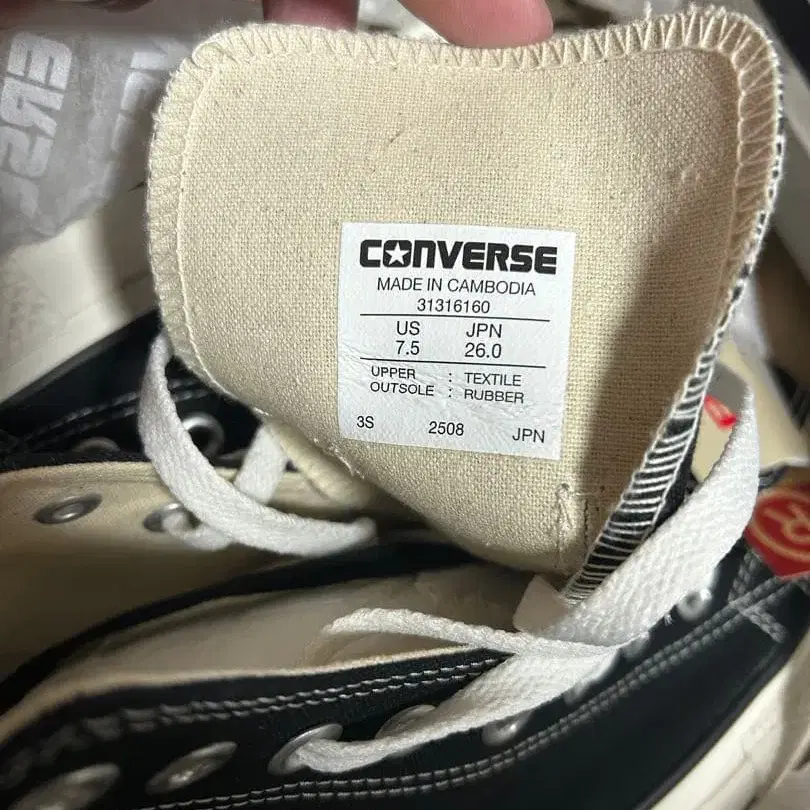 CONVERSE
MADE IN CAMBODIA
31316160
US JPN
7.5 26.0
UPPER : TEXTILE
OUTSOLE : RUBBER
3S 2508 JPN